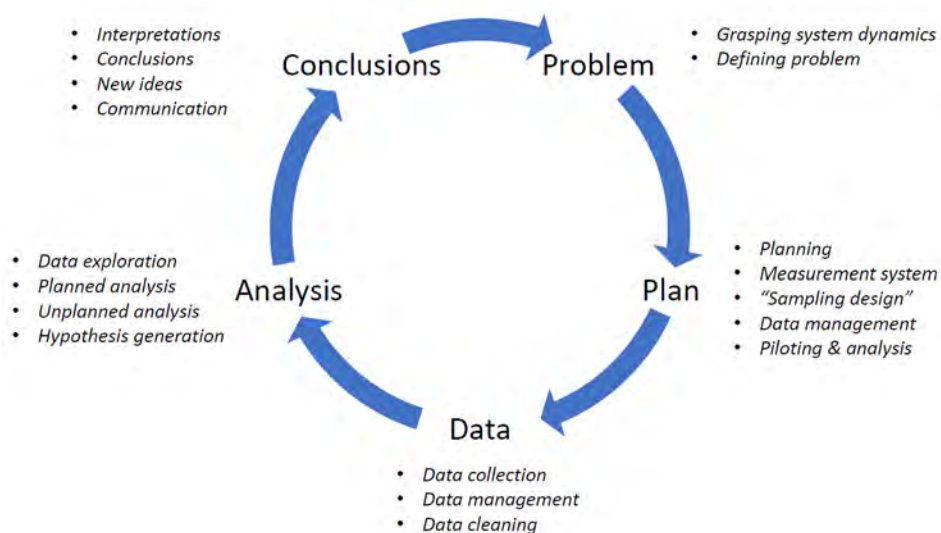 • Interpretations
• Conclusions
• New ideas
• Communication
Conclusions
Problem
• Grasping system dynamics
• Defining problem
• Data exploration
• Planned analysis
• Unplanned analysis
• Hypothesis generation
Analysis
Plan
• Planning
• Measurement system
• “Sampling design”
• Data management
• Piloting & analysis
Data
• Data collection
• Data management
• Data cleaning